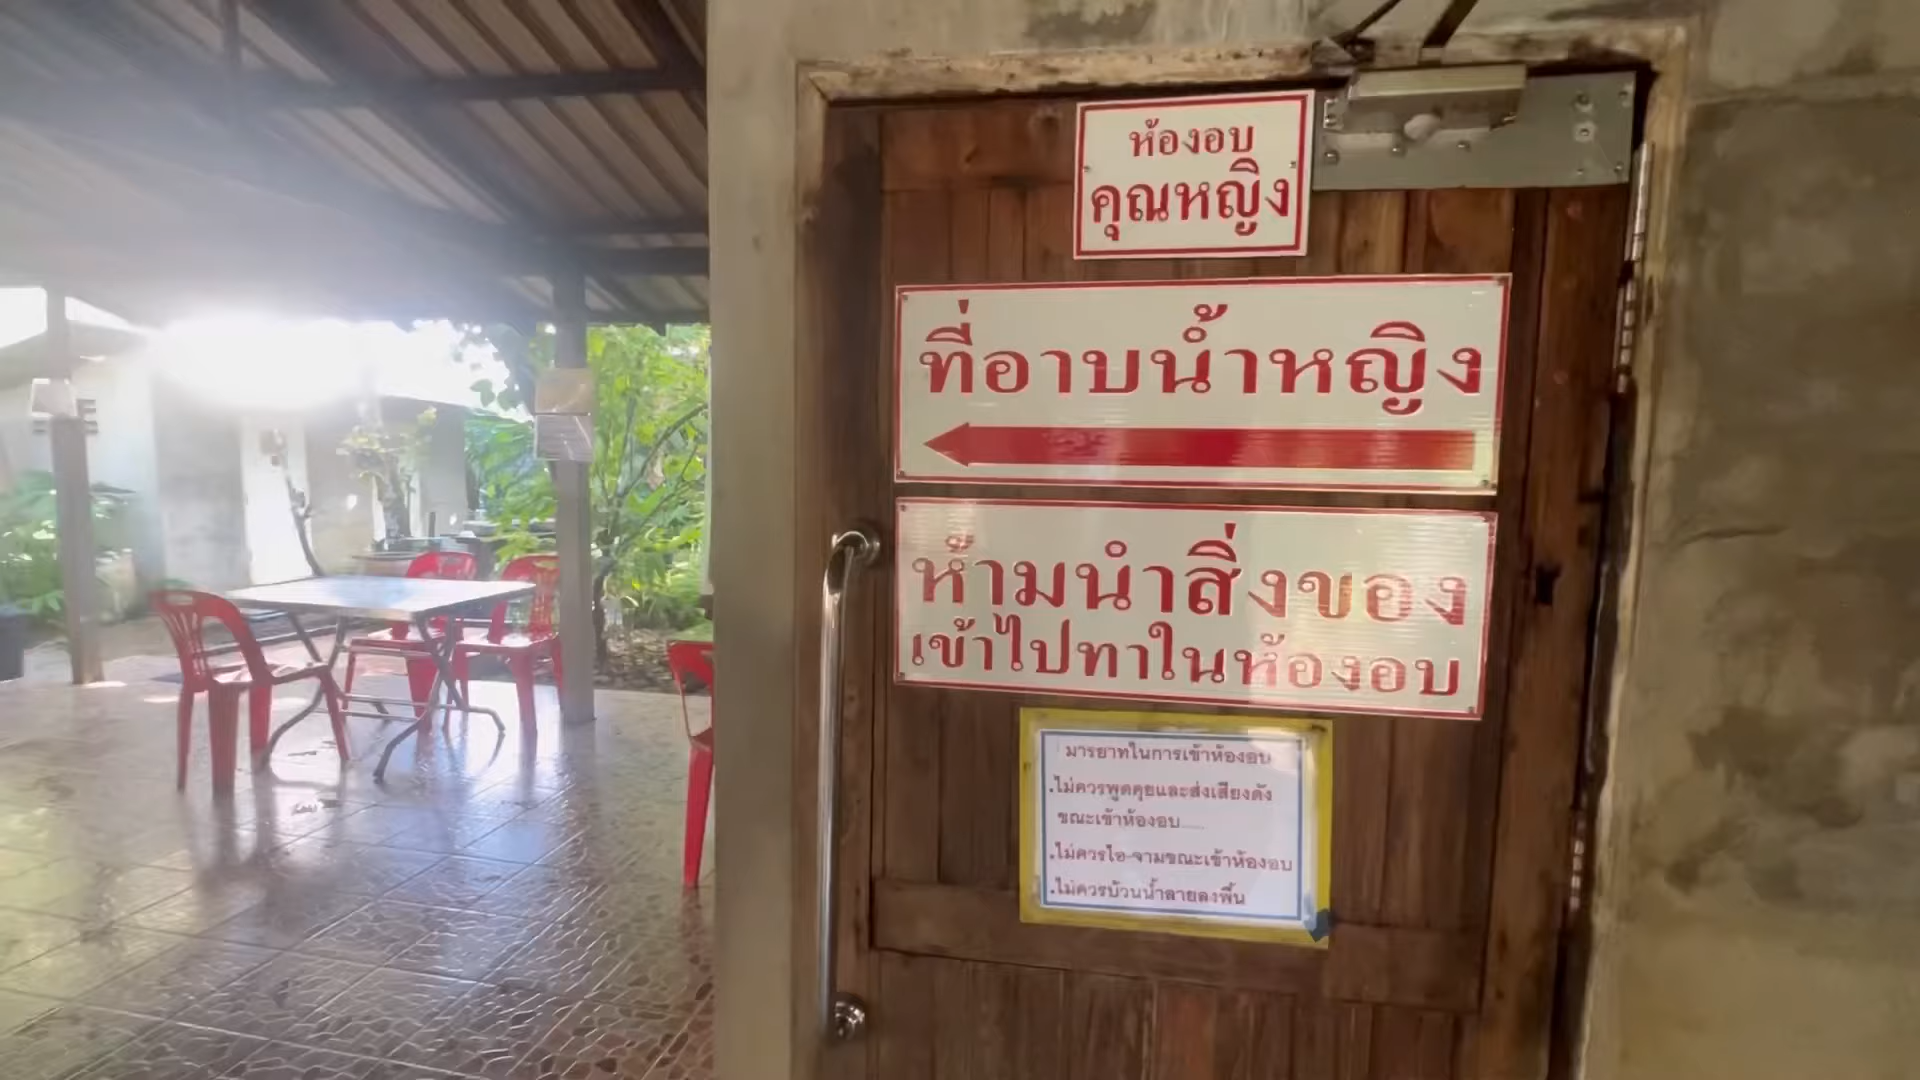 ห้องอบ
คุณหญิง
ที่อาบน้ำหญิง
ห้ามนำสิ่งของ
เข้าไปทาในห้องอบ
มารยาทในการเข้าห้องอบ
.ไม่ควรพูดคุยและส่งเสียงดัง
ขณะเข้าห้องอบ......
.ไม่ควรไอ-จามขณะเข้าห้องอบ
.ไม่ควรบ้วนน้ำลายลงพื้น